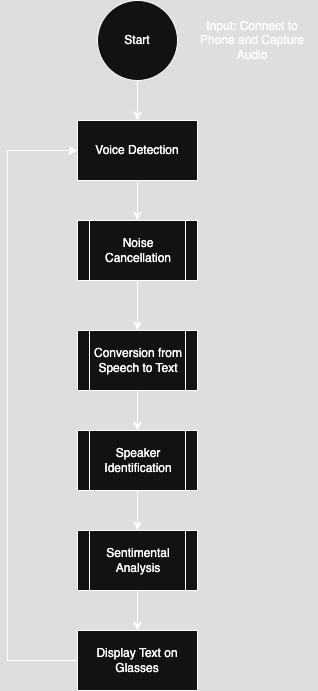 Start
Input: Connect to
Phone and Capture
Audio
Voice Detection
Noise
Cancellation
Conversion from
Speech to Text
Speaker
Identification
Sentimental
Analysis
Display Text on
Glasses